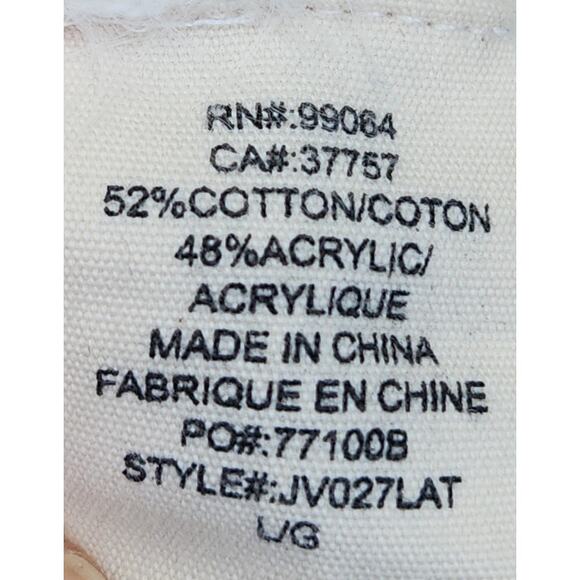 RN#:99064
CA#:37757
52%COTTON/COTON
48%ACRYLIC/
ACRYLIQUE
MADE IN CHINA
FABRIQUE EN CHINE
PO#:77100B
STYLE#:JV027LAT
L/G